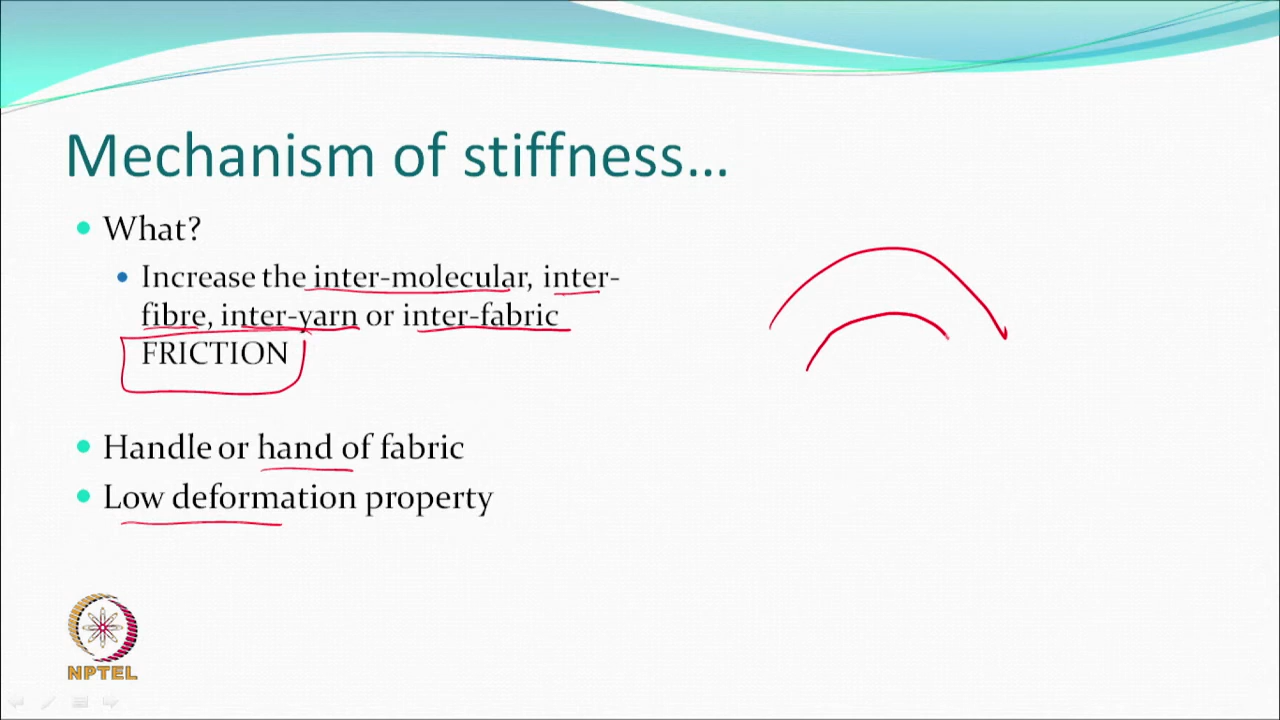 Mechanism of stiffness...
What?
Increase the inter-molecular, inter-
fibre, inter-yarn or inter-fabric
FRICTION
Handle or hand of fabric
Low deformation property
NPTEL